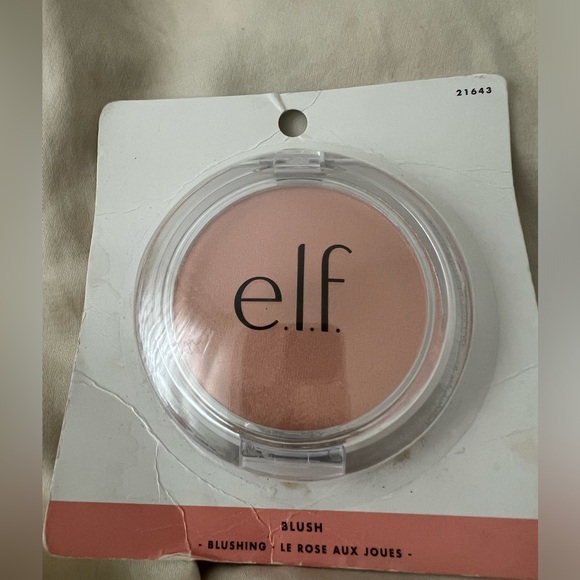 21643
e.l.f.
BLUSH
- BLUSHING - LE ROSE AUX JOUES -